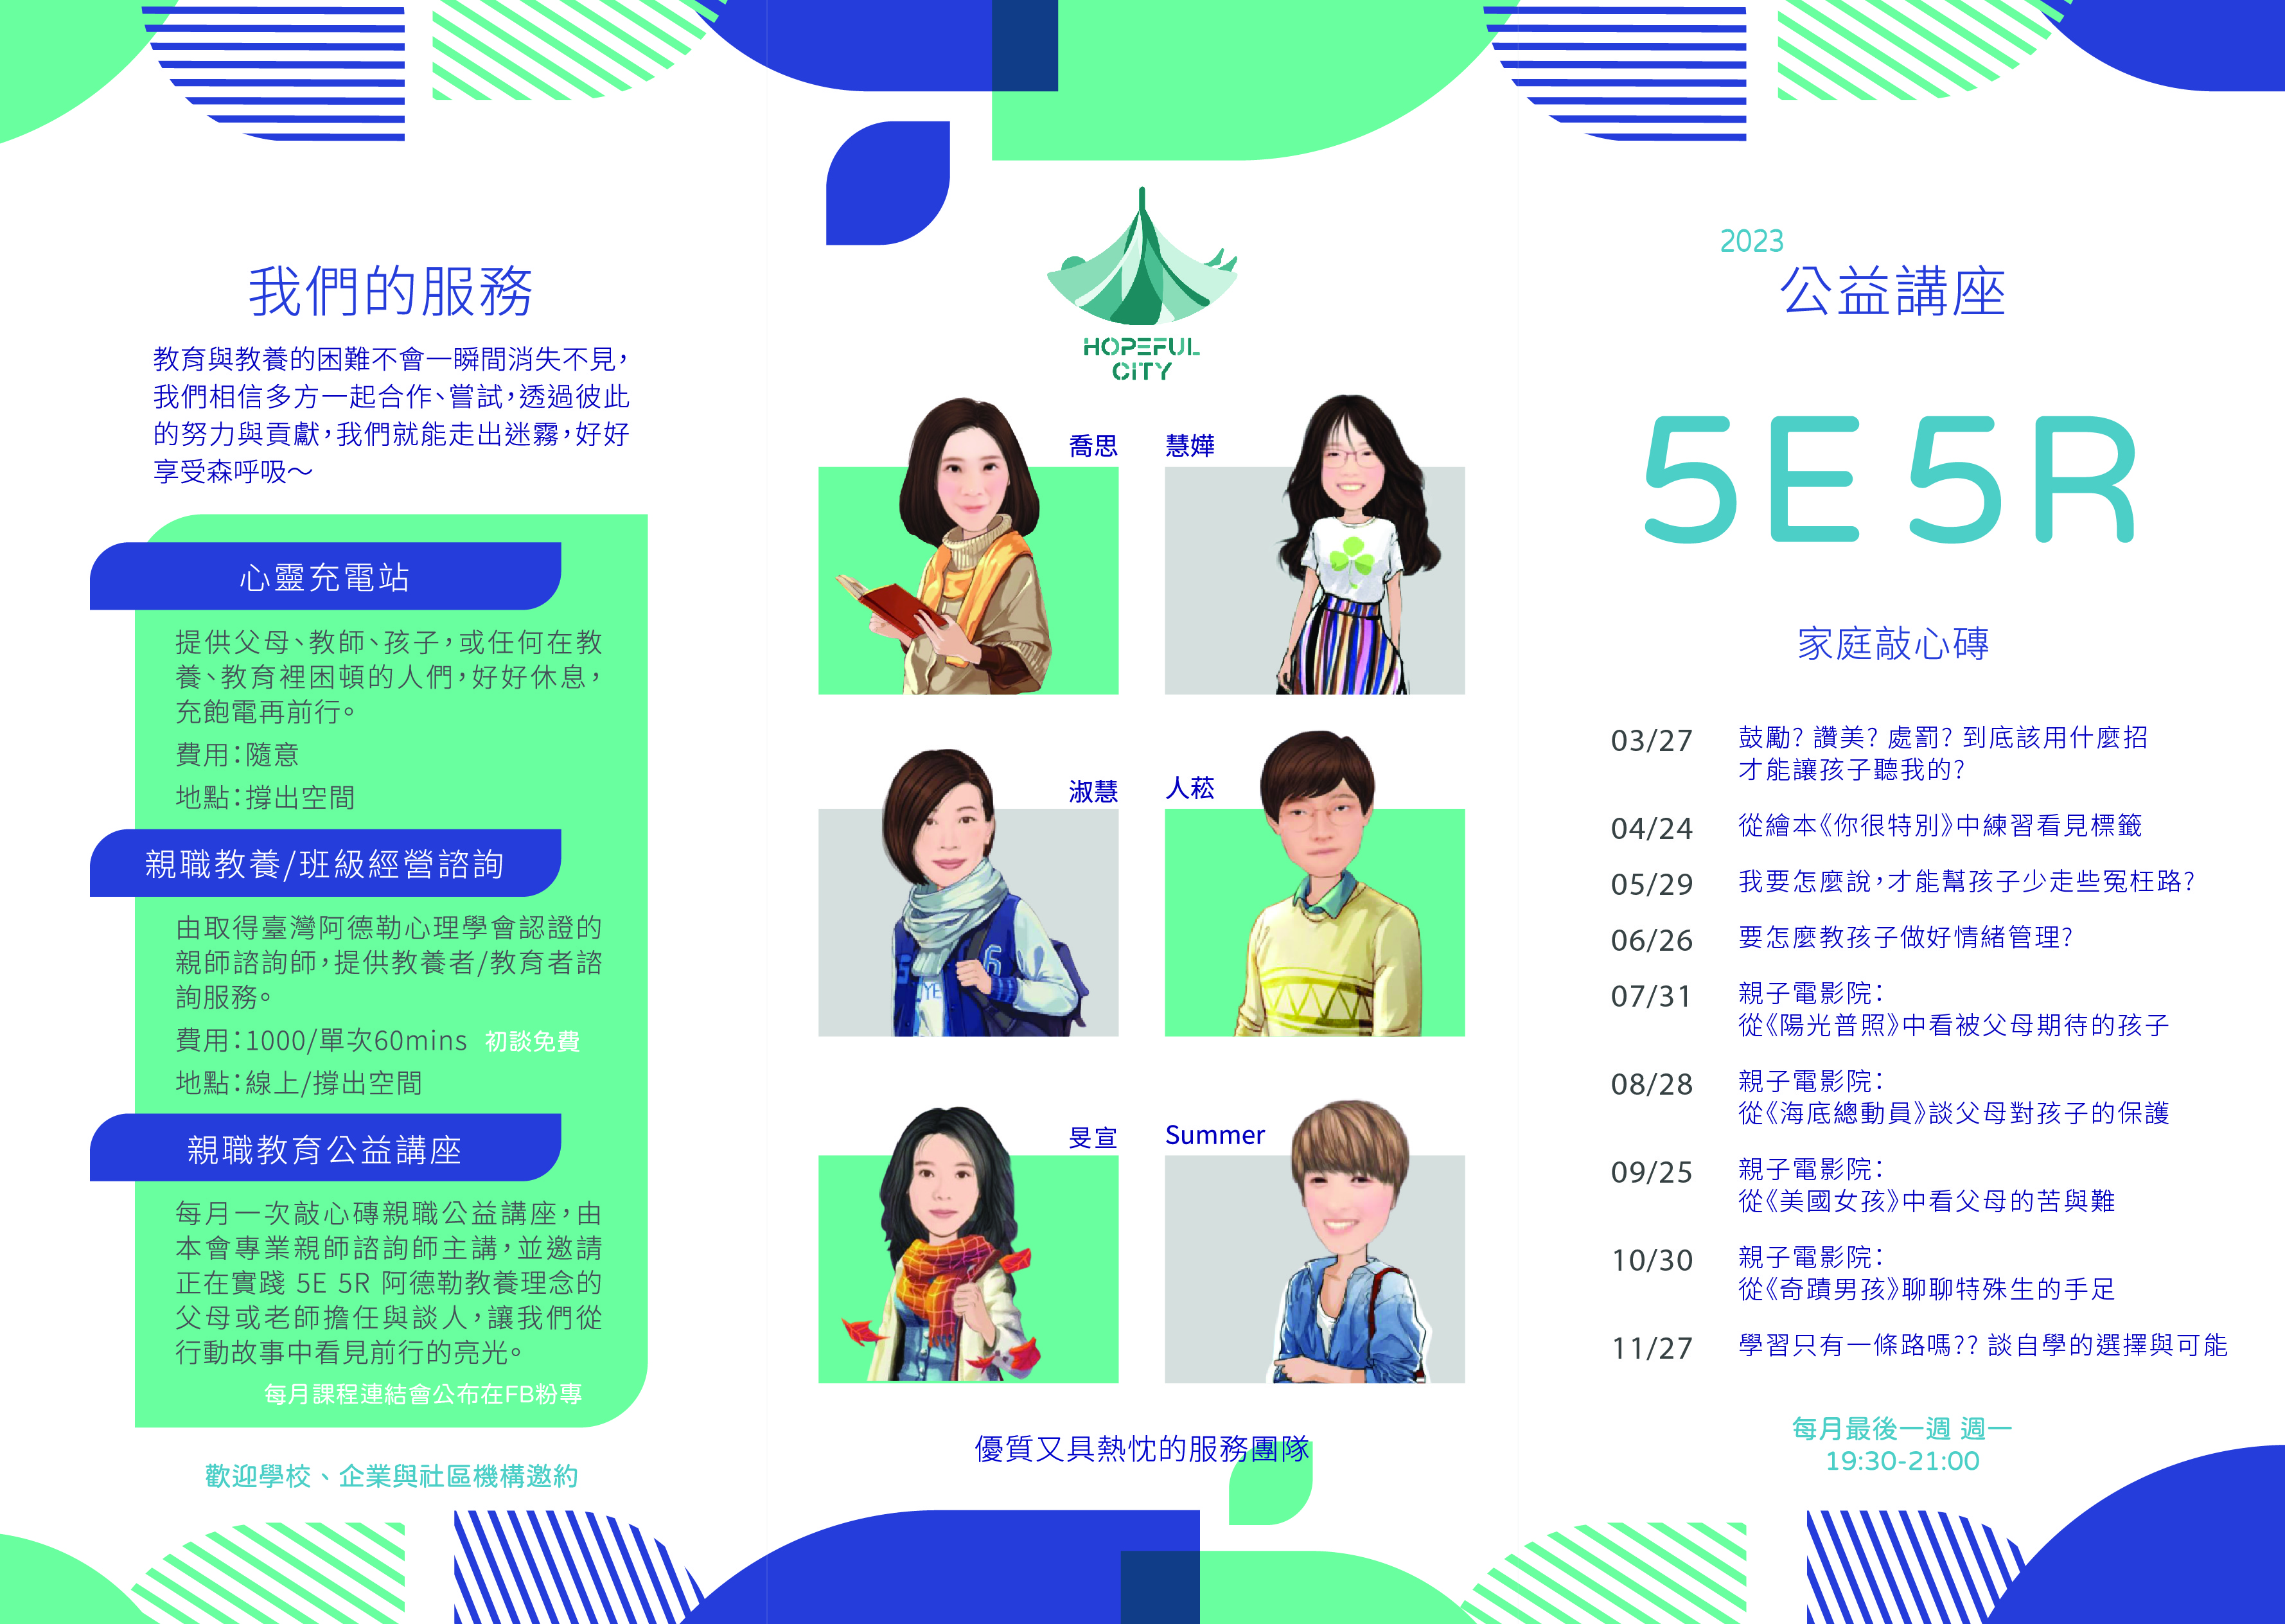 我們的服務
教育與教養的困難不會一瞬間消失不見，
我們相信多方一起合作、嘗試，透過彼此
的努力與貢獻，我們就能走出迷霧，好好
享受森呼吸～
心靈充電站
提供父母、教師、孩子，或任何在教
養、教育裡困頓的人們，好好休息，
充飽電再前行。
費用：隨意
地點：撐出空間
親職教養/班級經營諮詢
由取得臺灣阿德勒心理學會認證的
親師諮詢師，提供教養者/教育者諮
詢服務。
費用：1000/單次60mins 初談免費
地點：線上/撐出空間
親職教育公益講座
每月一次敲心磚親職公益講座，由
本會專業親師諮詢師主講，並邀請
正在實踐 5E 5R 阿德勒教養理念的
父母或老師擔任與談人，讓我們從
行動故事中看見前行的亮光。
每月課程連結會公布在FB粉專
歡迎學校、企業與社區機構邀約
HOPEFUL
CiTY
喬思
慧嬅
淑慧
人菘
6
YE
旻宣
Summer
優質又具熱忱的服務團隊
2023
公益講座
5E 5R
家庭敲心磚
03/27 鼓勵? 讚美? 處罰? 到底該用什麼招
才能讓孩子聽我的?
04/24 從繪本《你很特別》中練習看見標籤
05/29 我要怎麼說，才能幫孩子少走些冤枉路?
06/26 要怎麼教孩子做好情緒管理?
07/31 親子電影院：
從《陽光普照》中看被父母期待的孩子
08/28 親子電影院：
從《海底總動員》談父母對孩子的保護
09/25 親子電影院：
從《美國女孩》中看父母的苦與難
10/30 親子電影院：
從《奇蹟男孩》聊聊特殊生的手足
11/27 學習只有一條路嗎?? 談自學的選擇與可能
每月最後一週 週一
19:30-21:00